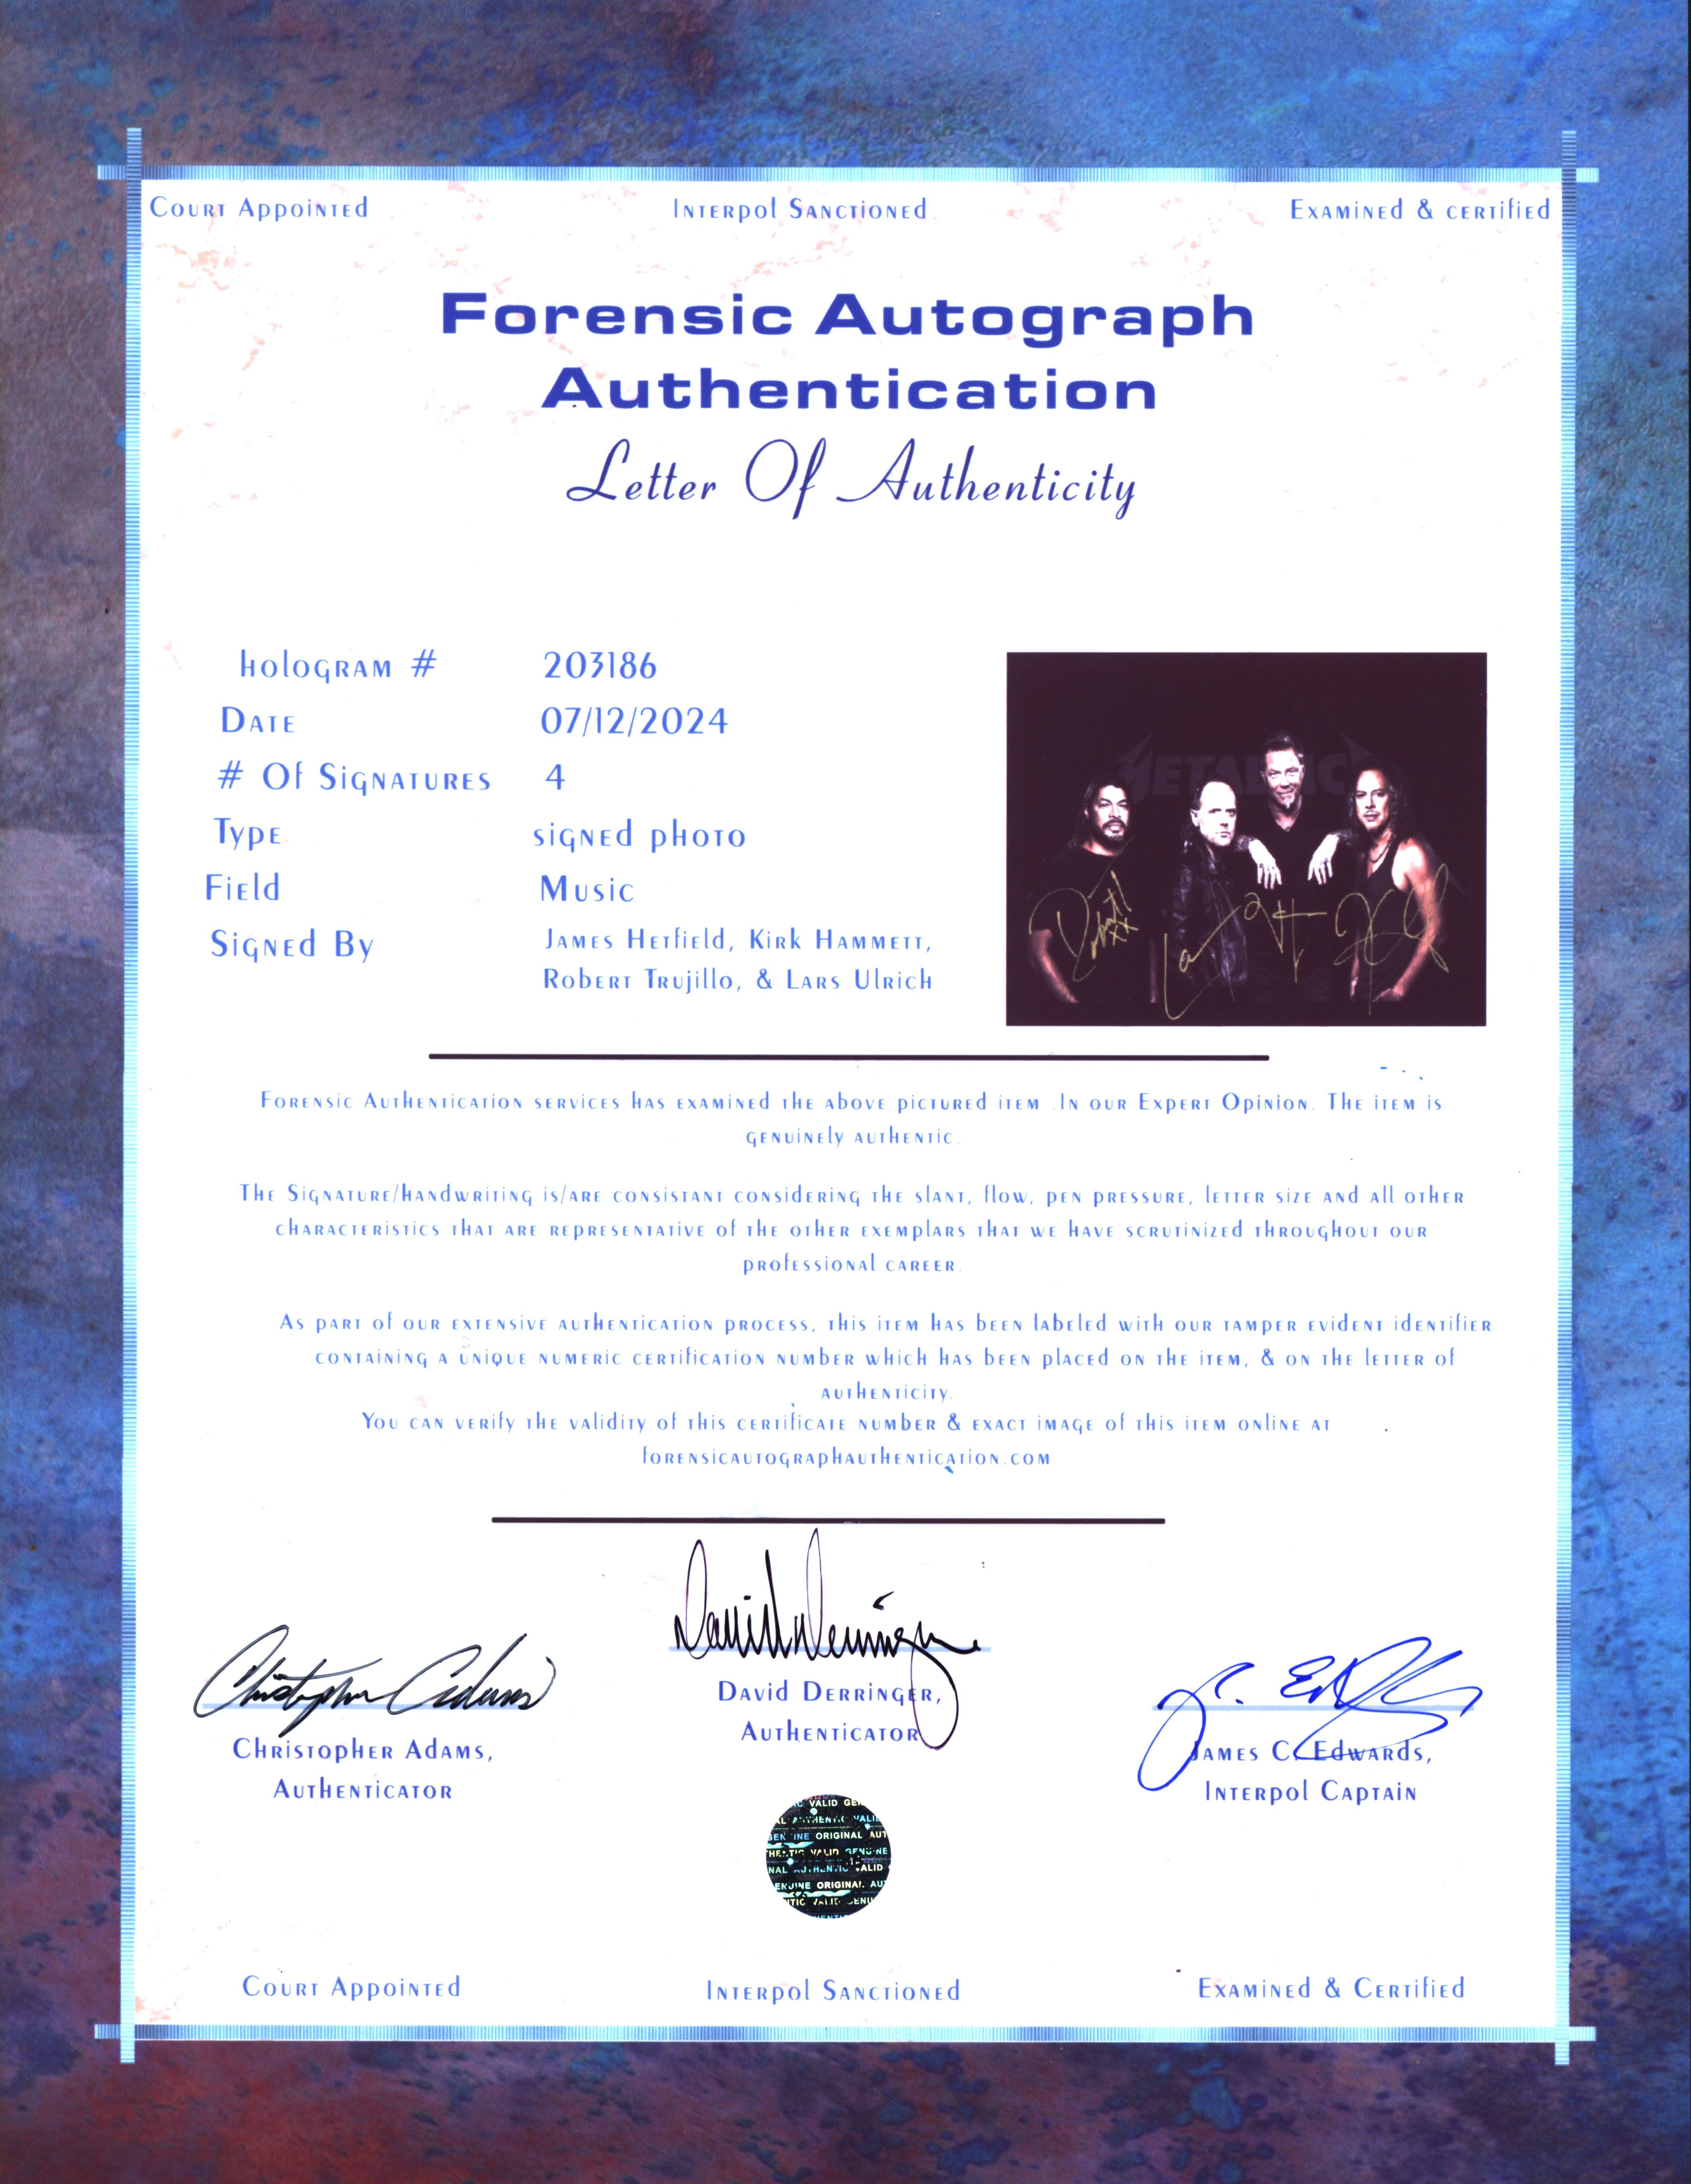 Court Appointed Interpol Sanctioned Examined & certified
Forensic Autograph
Authentication
Letter Of Authenticity
Hologram # 203186
Date 07/12/2024
# Of Signatures 4
Type signed photo
Field Music
Signed By James Hetfield, Kirk Hammett,
Robert Trujillo, & Lars Ulrich
Forensic Authentication services has examined the above pictured item .In our Expert Opinion. The item is
genuinely authentic.
The Signature/handwriting is/are consistant considering the slant, flow, pen pressure, letter size and all other
characteristics that are representative of the other exemplars that we have scrutinized throughout our
professional career.
As part of our extensive authentication process, this item has been labeled with our tamper evident identifier
containing a unique numeric certification number which has been placed on the item, & on the letter of
authenticity.
You can verify the validity of this certificate number & exact image of this item online at
forensicautographauthentication.com
Christopher Adams
David Derringer
Christopher Adams,
Authenticator
David Derringer,
Authenticator
James C. Edwards,
Interpol Captain
VALID
VALID
ORIGINAL AUT
VALID GENUINE
AUTHENTIC VALID
GENUINE ORIGINAL AUT
Court Appointed Interpol Sanctioned Examined & Certified